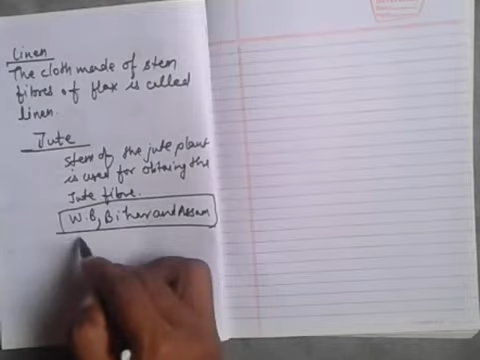 Linen
The cloth made of stem
fibres of flax is called
linen.
Jute
stem of the jute plant
is used for obtaing the
Jute fibre.
W.B, Bihar and Assam